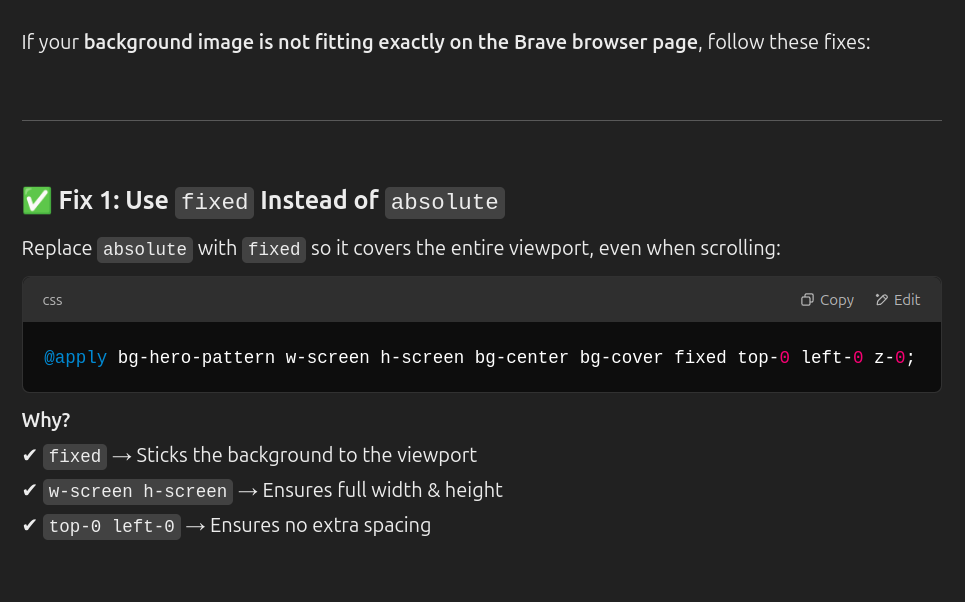 If your background image is not fitting exactly on the Brave browser page, follow these fixes:
✅ Fix 1: Use fixed Instead of absolute
Replace absolute with fixed so it covers the entire viewport, even when scrolling:
css Copy Edit
@apply bg-hero-pattern w-screen h-screen bg-center bg-cover fixed top-0 left-0 z-0;
Why?
✔ fixed → Sticks the background to the viewport
✔ w-screen h-screen → Ensures full width & height
✔ top-0 left-0 → Ensures no extra spacing